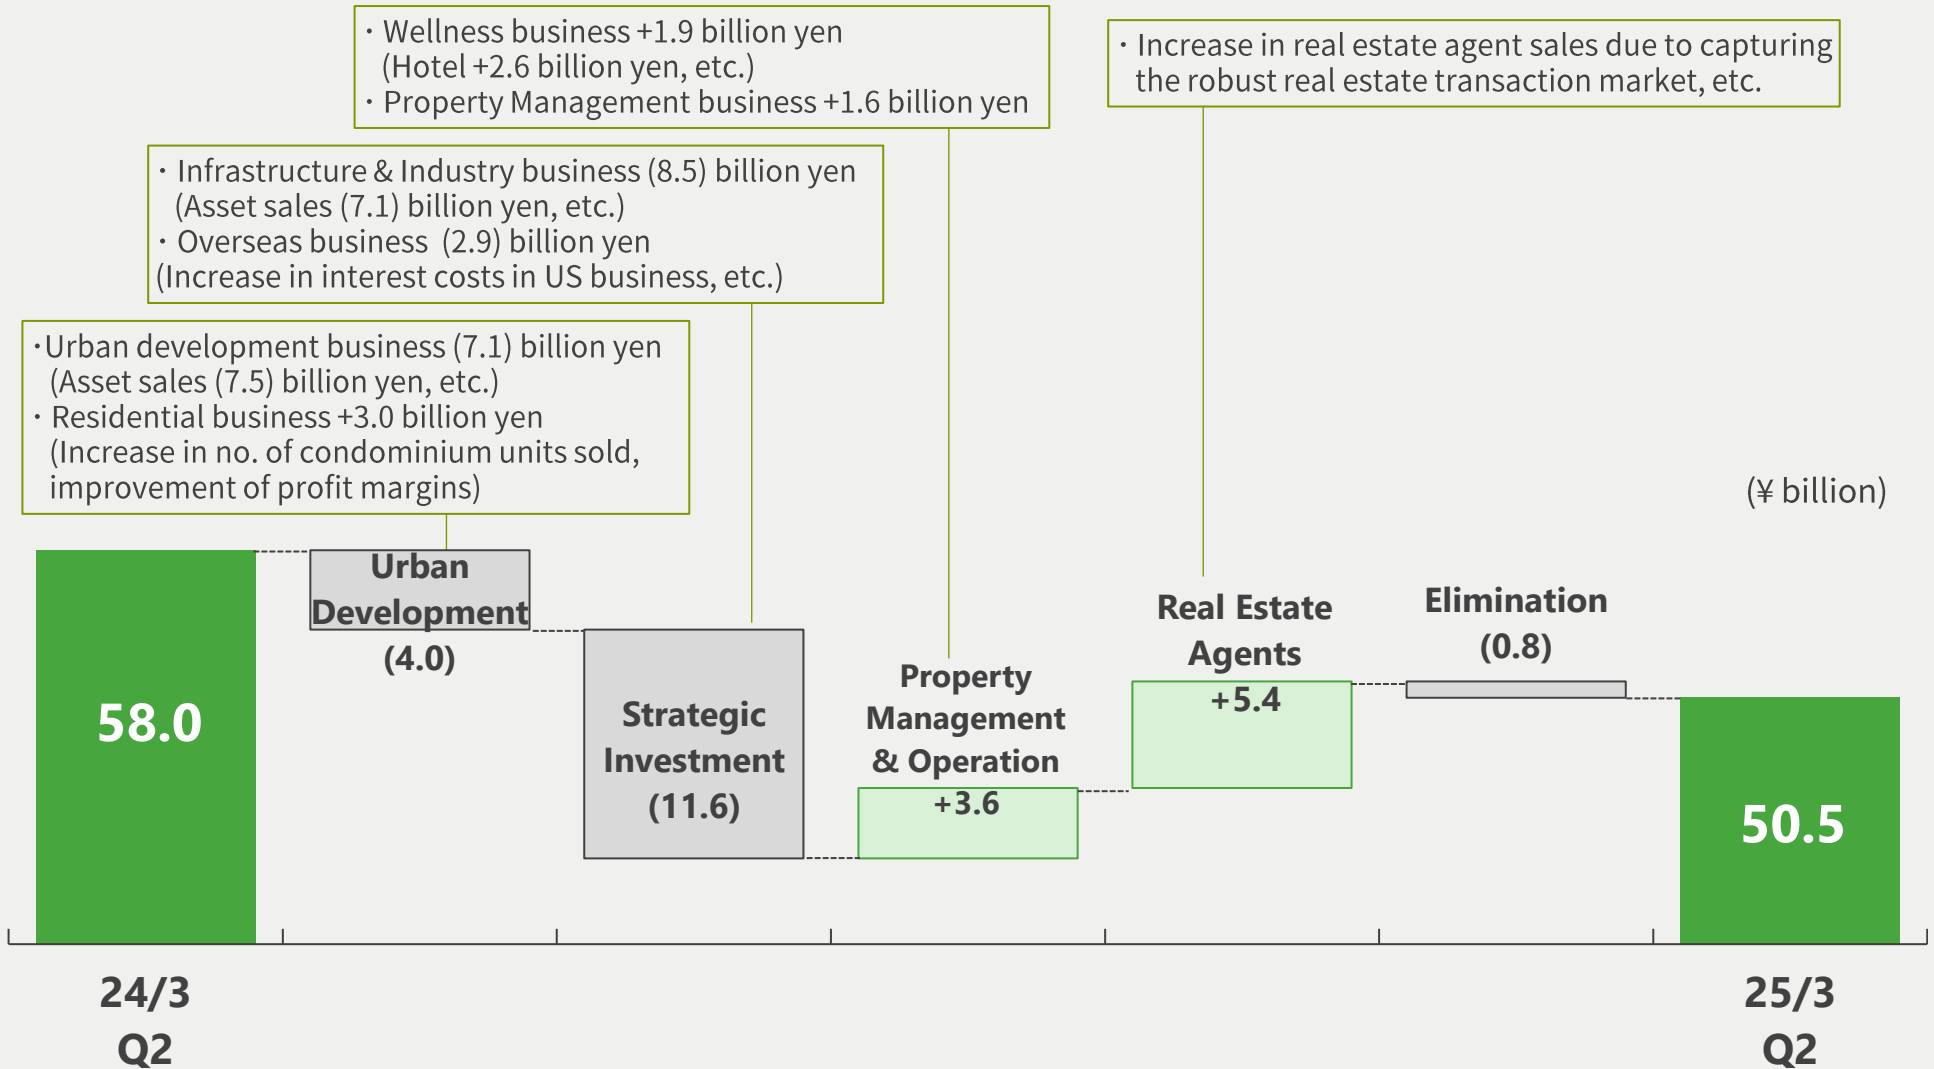 ・Wellness business +1.9 billion yen
(Hotel +2.6 billion yen, etc.)
・Property Management business +1.6 billion yen
・Increase in real estate agent sales due to capturing
the robust real estate transaction market, etc.
・Infrastructure & Industry business (8.5) billion yen
(Asset sales (7.1) billion yen, etc.)
・Overseas business (2.9) billion yen
(Increase in interest costs in US business, etc.)
・Urban development business (7.1) billion yen
(Asset sales (7.5) billion yen, etc.)
・Residential business +3.0 billion yen
(Increase in no. of condominium units sold,
improvement of profit margins)
(¥ billion)
58.0
Urban
Development
(4.0)
Strategic
Investment
(11.6)
Property
Management
& Operation
+3.6
Real Estate
Agents
+5.4
Elimination
(0.8)
50.5
24/3
Q2
25/3
Q2